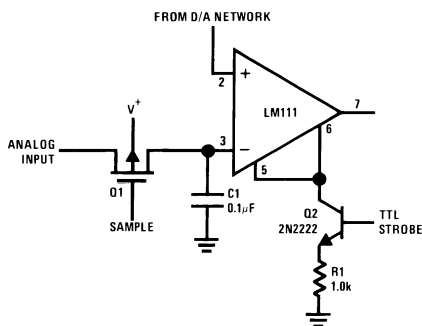 FROM D/A NETWORK
+
2
LM111
7
V+
6
ANALOG
INPUT
3
−
5
Q1
C1
0.1μF
SAMPLE
Q2
2N2222
TTL
STROBE
R1
1.0k